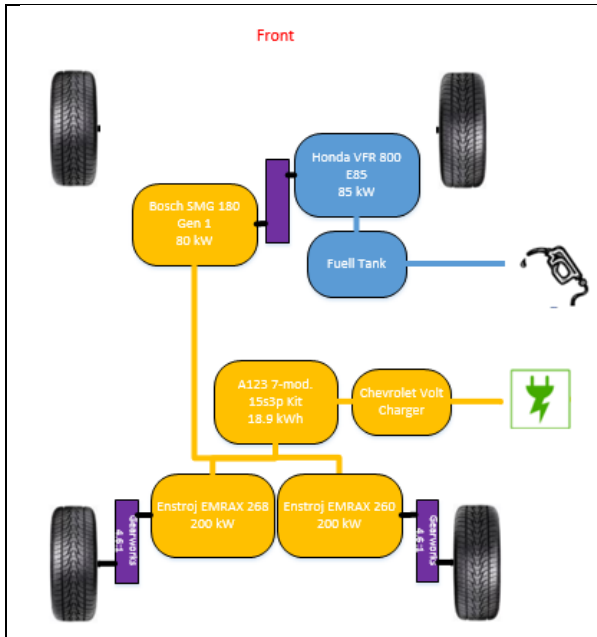 Front
Honda VFR 800
E85
85 kW
Bosch SMG 180
Gen 1
80 kW
Fuell Tank
A123 7-mod.
15s3p Kit
18.9 kWh
Chevrolet Volt
Charger
Enstroj EMRAX 268
200 kW
Enstroj EMRAX 260
200 kW
Gearworks
4.6:1
Gearworks
4.6:1